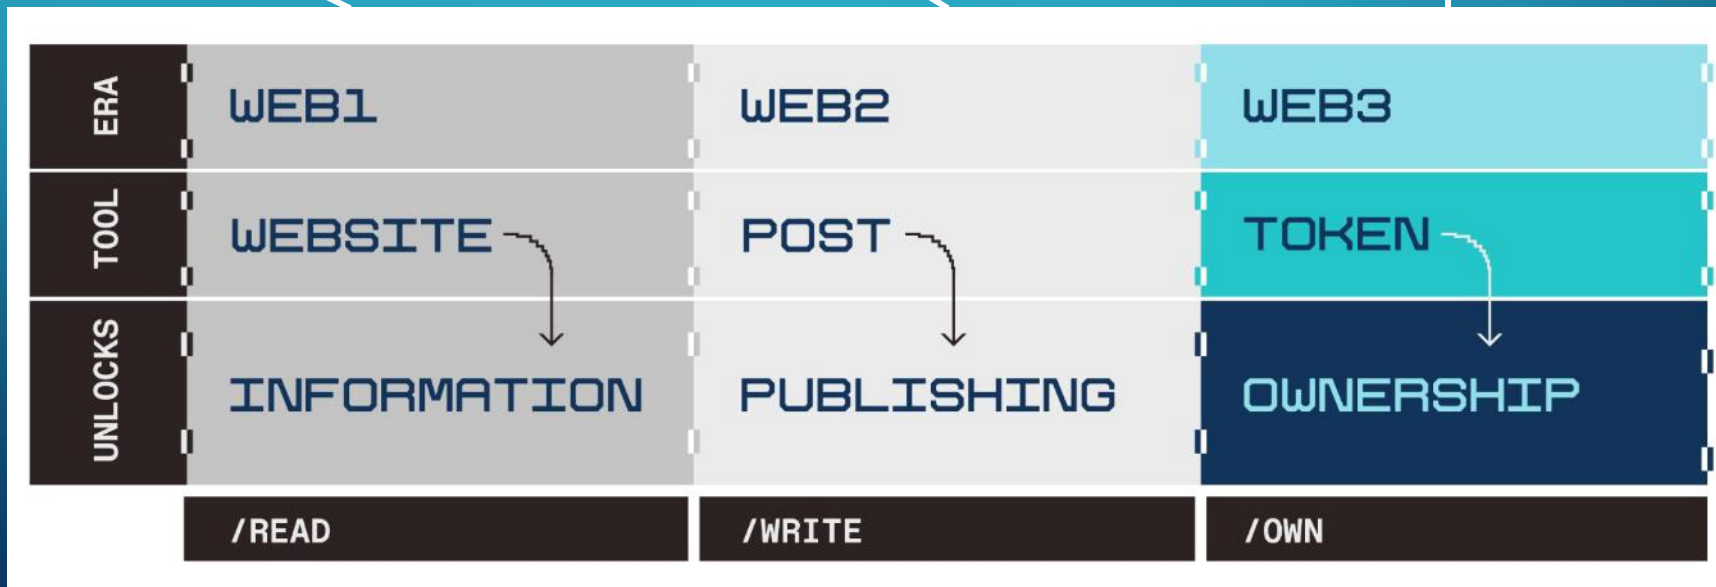 ERA WEB1 WEB2 WEB3
TOOL WEBSITE POST TOKEN
UNLOCKS INFORMATION PUBLISHING OWNERSHIP
/READ /WRITE /OWN